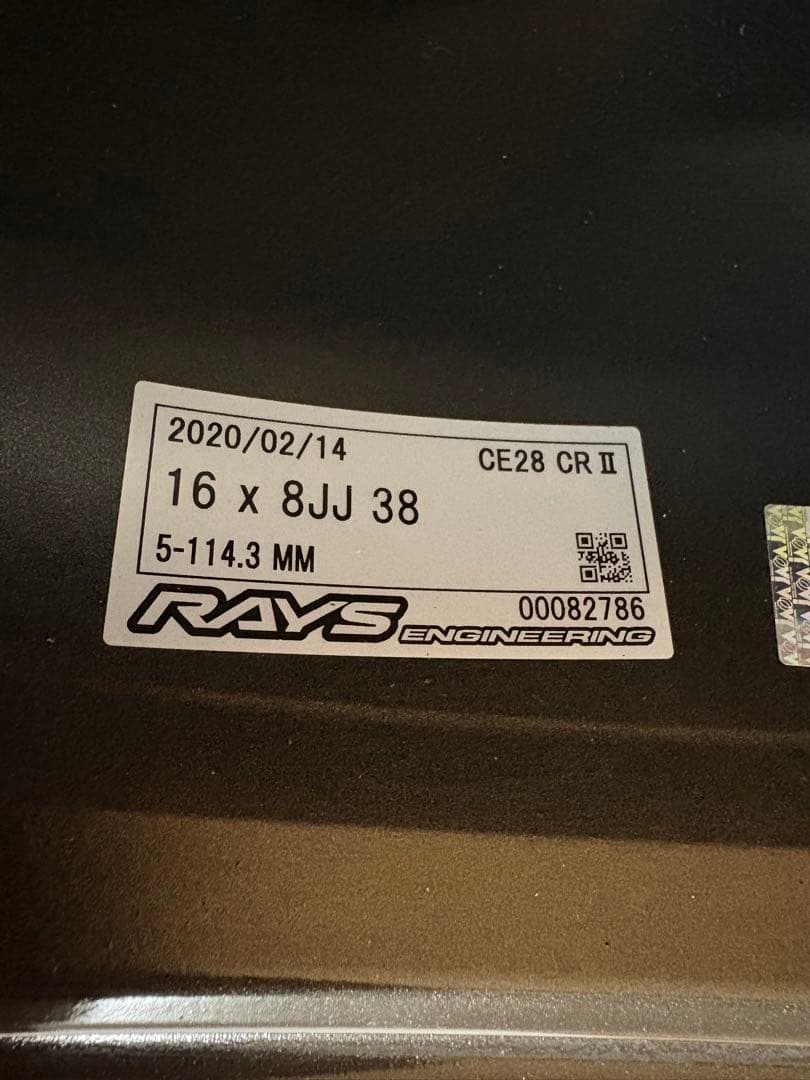 2020/02/14
CE28 CR Ⅱ
16 x 8JJ 38
5-114.3 MM
00082786
RAYS ENGINEERING